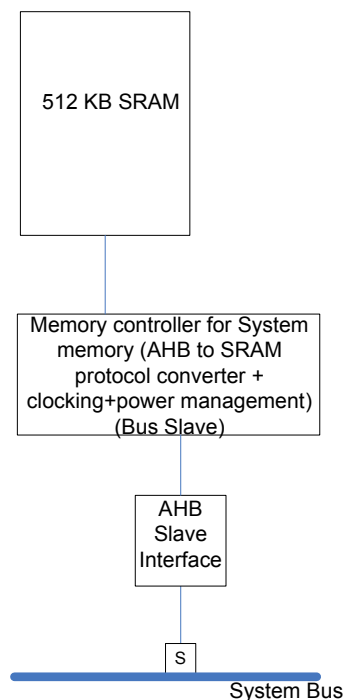 512 KB SRAM
Memory controller for System
memory (AHB to SRAM
protocol converter +
clocking+power management)
(Bus Slave)
AHB
Slave
Interface
S
System Bus